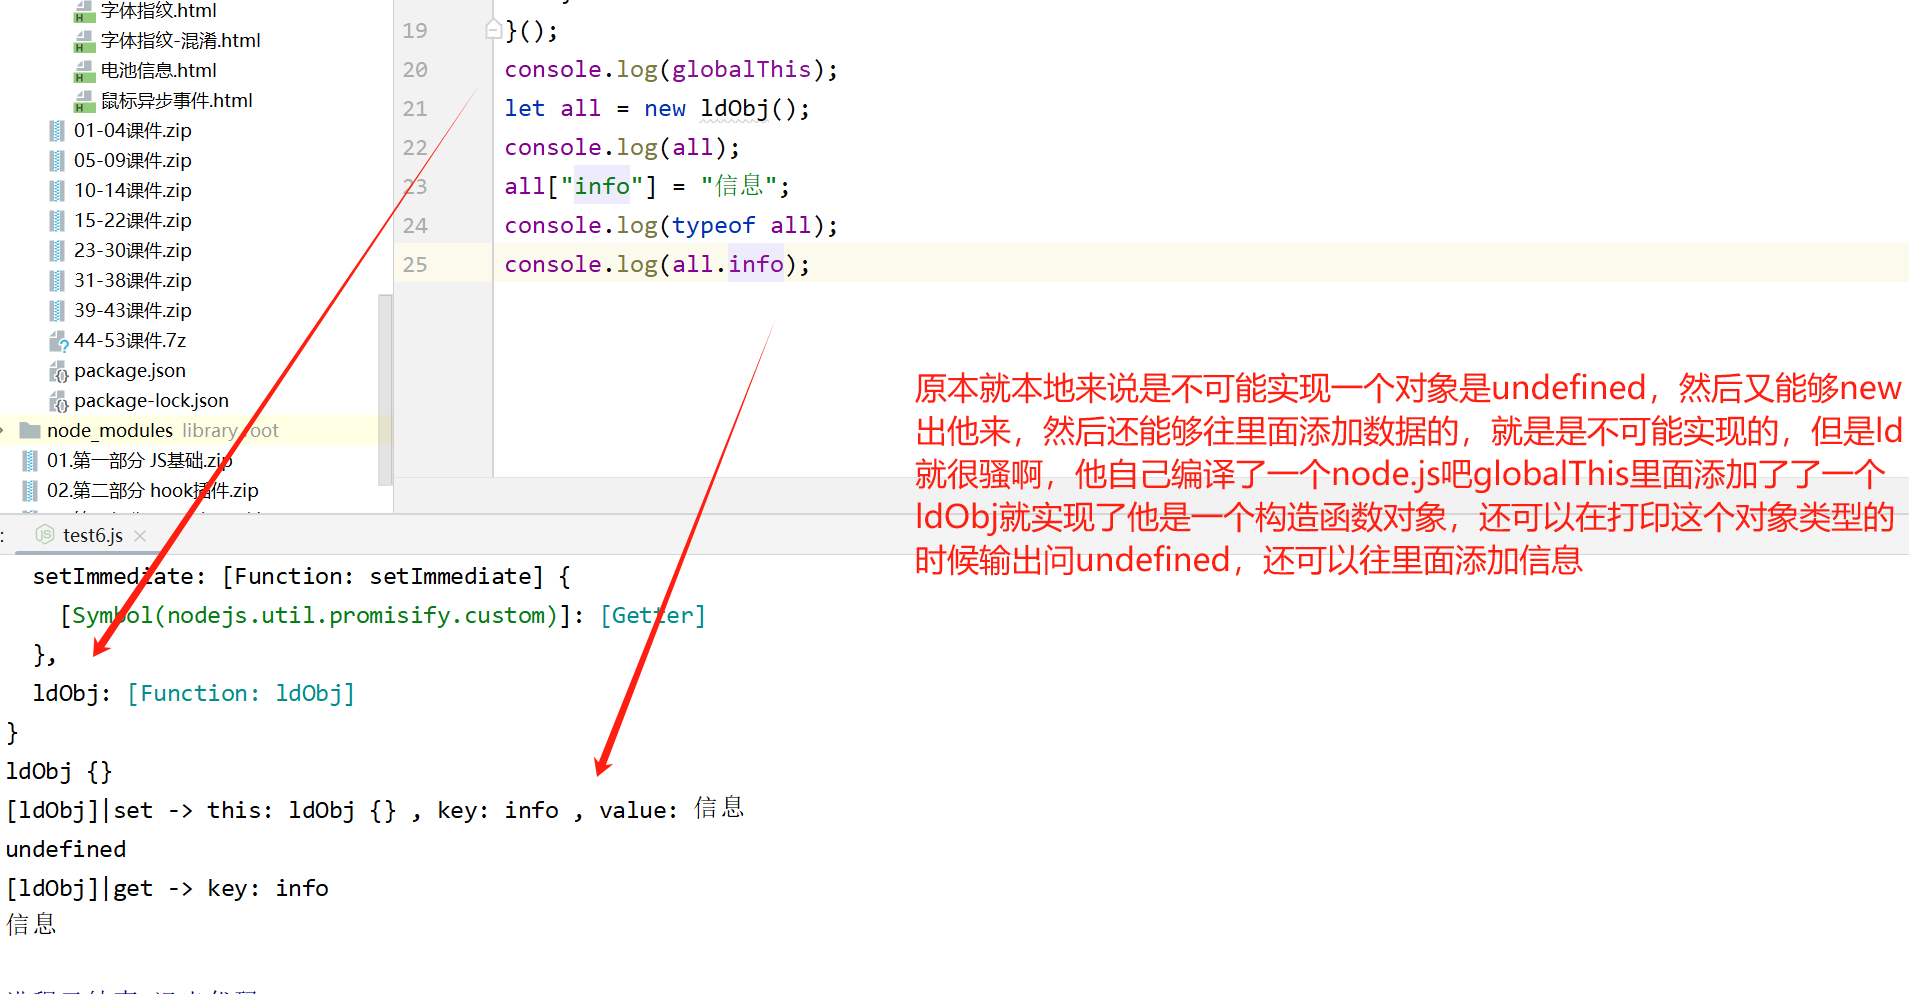 字体指纹.html
字体指纹-混淆.html
电池信息.html
鼠标异步事件.html
01-04课件.zip
05-09课件.zip
10-14课件.zip
15-22课件.zip
23-30课件.zip
31-38课件.zip
39-43课件.zip
44-53课件.7z
package.json
package-lock.json
node_modules library root
01.第一部分 JS基础.zip
02.第二部分 hook插件.zip
19 }();
20 console.log(globalThis);
21 let all = new ldObj();
22 console.log(all);
23 all["info"] = "信息";
24 console.log(typeof all);
25 console.log(all.info);
原本就本地来说是不可能实现一个对象是undefined，然后又能够new
出他来，然后还能够往里面添加数据的，就是是不可能实现的，但是ld
就很骚啊，他自己编译了一个node.js吧globalThis里面添加了了一个
ldObj就实现了他是一个构造函数对象，还可以在打印这个对象类型的
时候输出问undefined，还可以往里面添加信息
: test6.js
setImmediate: [Function: setImmediate] {
[Symbol(nodejs.util.promisify.custom)]: [Getter]
},
ldObj: [Function: ldObj]
}
ldObj {}
[ldObj]|set -> this: ldObj {} , key: info , value: 信息
undefined
[ldObj]|get -> key: info
信息